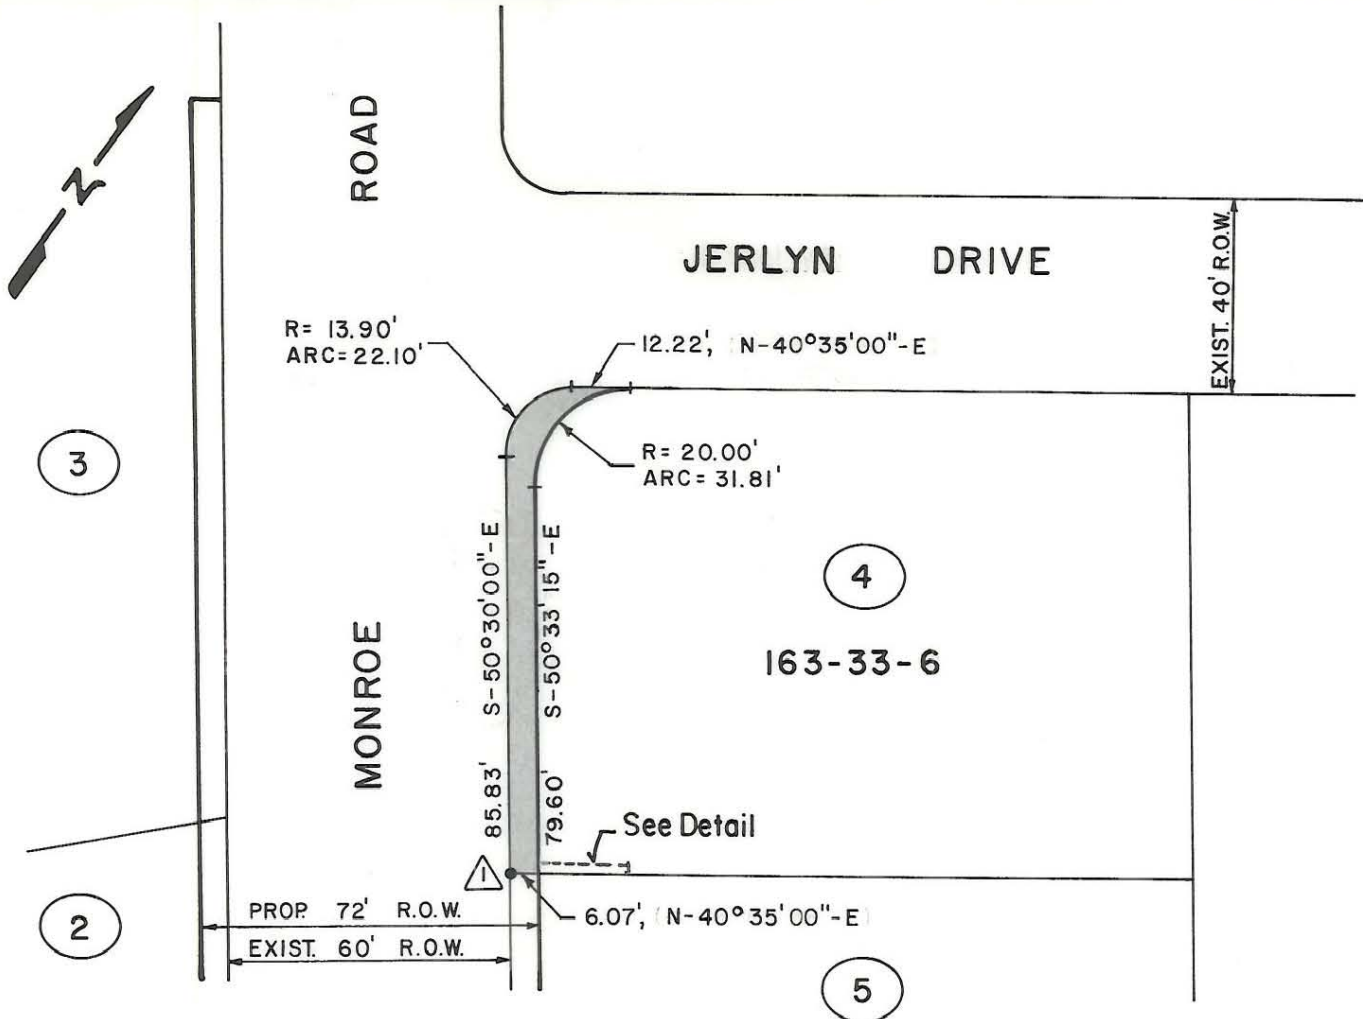 ROAD
N
JERLYN DRIVE
EXIST. 40' R.O.W.
R= 13.90'
ARC=22.10'
12.22', N-40°35'00"-E
R= 20.00'
ARC= 31.81'
3
4
163-33-6
MONROE
85.83' S-50°30'00"-E
79.60' S-50°33'15"-E
See Detail
1
6.07', N-40°35'00"-E
PROP. 72' R.O.W.
EXIST. 60' R.O.W.
2
5